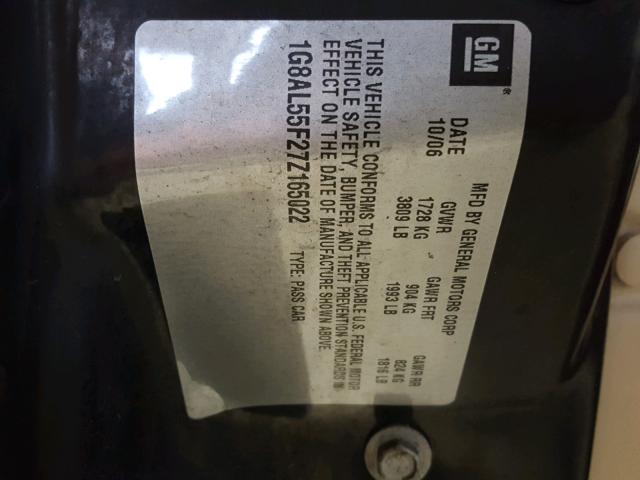 GM®
MFD BY GENERAL MOTORS CORP
DATE GVWR GAWR FRT GAWR RR
10/06 1728 KG 904 KG 824 KG
3809 LB 1993 LB 1816 LB
THIS VEHICLE CONFORMS TO ALL APPLICABLE U.S. FEDERAL MOTOR
VEHICLE SAFETY, BUMPER, AND THEFT PREVENTION STANDARDS IN
EFFECT ON THE DATE OF MANUFACTURE SHOWN ABOVE.
1G8AL55F27Z165022 TYPE: PASS CAR